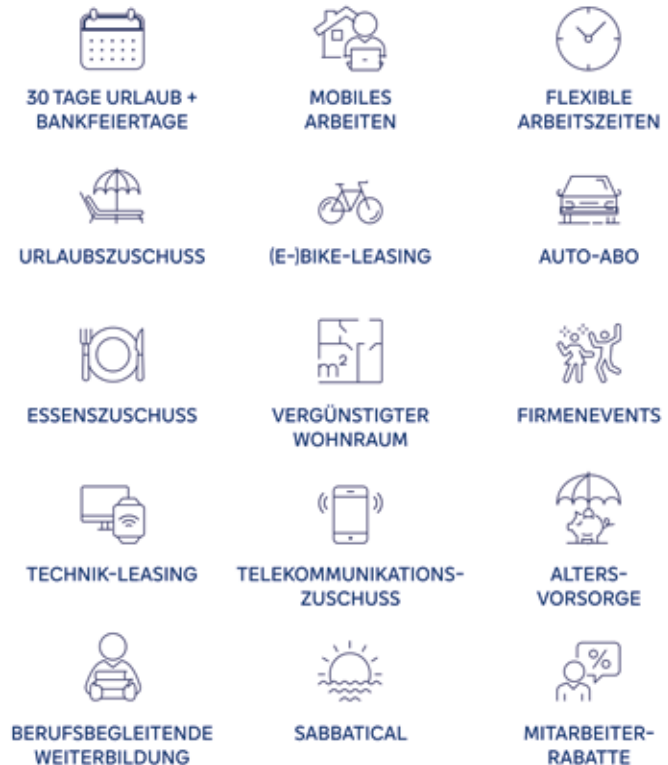 30 TAGE URLAUB +
BANKFEIERTAGE
MOBILES
ARBEITEN
FLEXIBLE
ARBEITSZEITEN
URLAUBSZUSCHUSS
(E-)BIKE-LEASING
AUTO-ABO
ESSENSZUSCHUSS
m²
VERGÜNSTIGTER
WOHNRAUM
FIRMENEVENTS
TECHNIK-LEASING
TELEKOMMUNIKATIONS-
ZUSCHUSS
ALTERS-
VORSORGE
BERUFSBEGLEITENDE
WEITERBILDUNG
SABBATICAL
%
MITARBEITER-
RABATTE